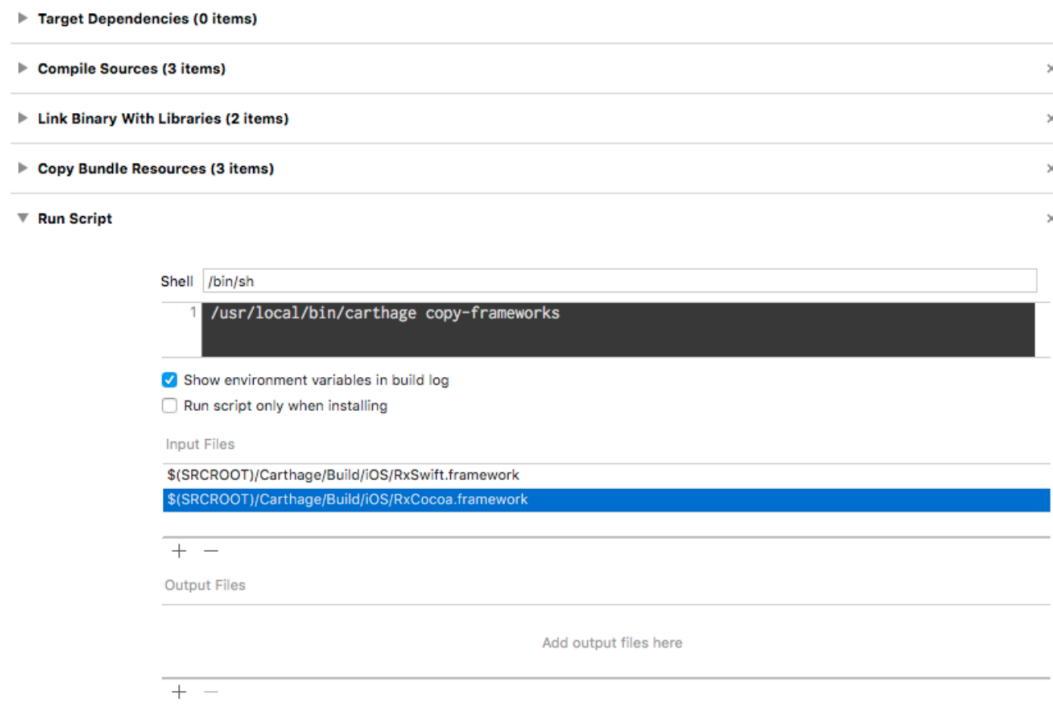 Target Dependencies (0 items)
Compile Sources (3 items)
Link Binary With Libraries (2 items)
Copy Bundle Resources (3 items)
Run Script
Shell /bin/sh
1 /usr/local/bin/carthage copy-frameworks
Show environment variables in build log
Run script only when installing
Input Files
$(SRCROOT)/Carthage/Build/iOS/RxSwift.framework
$(SRCROOT)/Carthage/Build/iOS/RxCocoa.framework
Output Files
Add output files here